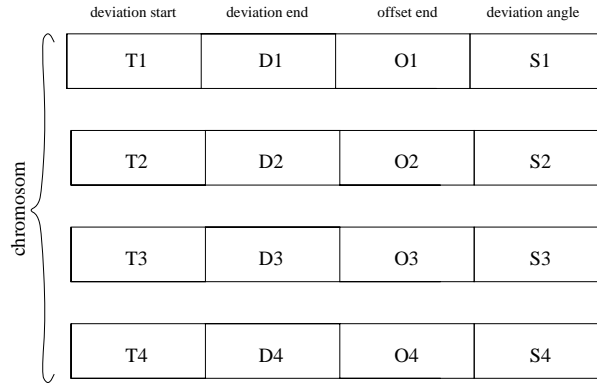 deviation start deviation end offset end deviation angle
T1 D1 O1 S1
T2 D2 O2 S2
chromosom
T3 D3 O3 S3
T4 D4 O4 S4